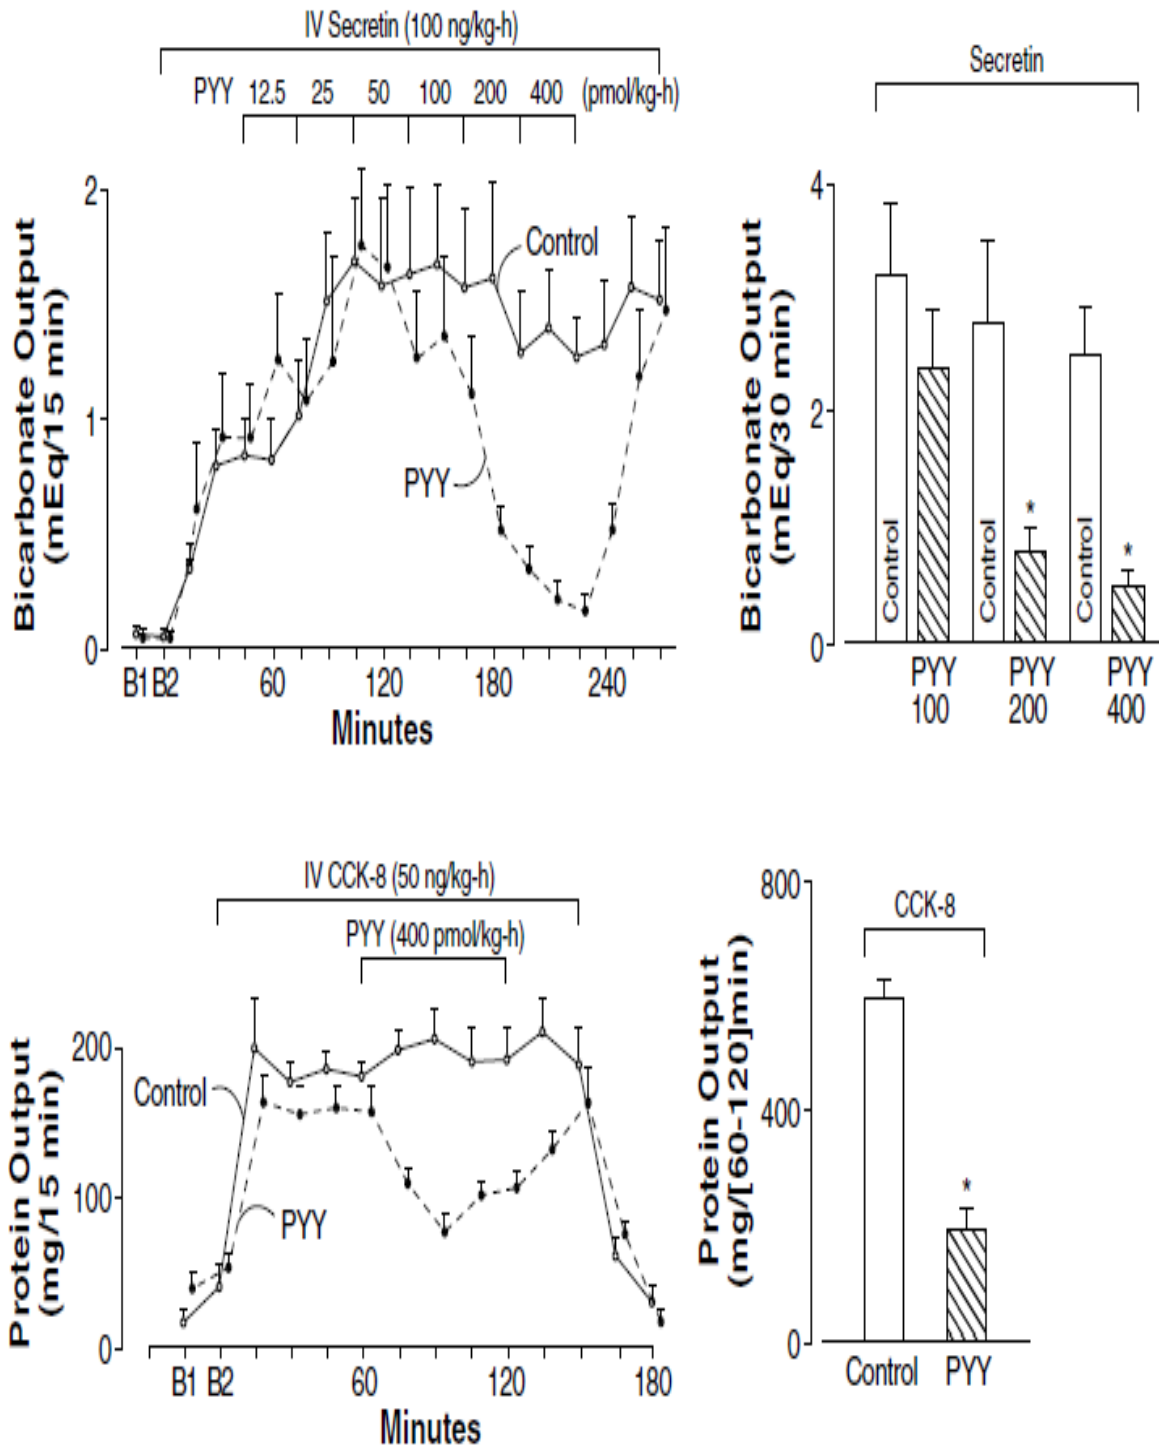 IV Secretin (100 ng/kg-h)
PYY 12.5 25 50 100 200 400 (pmol/kg-h)
2
1
0
Bicarbonate Output
(mEq/15 min)
Control
PYY
B1 B2 60 120 180 240
Minutes
Secretin
4
2
0
Bicarbonate Output
(mEq/30 min)
Control
Control
Control
*
*
PYY PYY PYY
100 200 400
IV CCK-8 (50 ng/kg-h)
PYY (400 pmol/kg-h)
200
100
0
Protein Output
(mg/15 min)
Control
PYY
B1 B2 60 120 180
Minutes
800
400
0
Protein Output
(mg/[60-120]min)
CCK-8
*
Control PYY